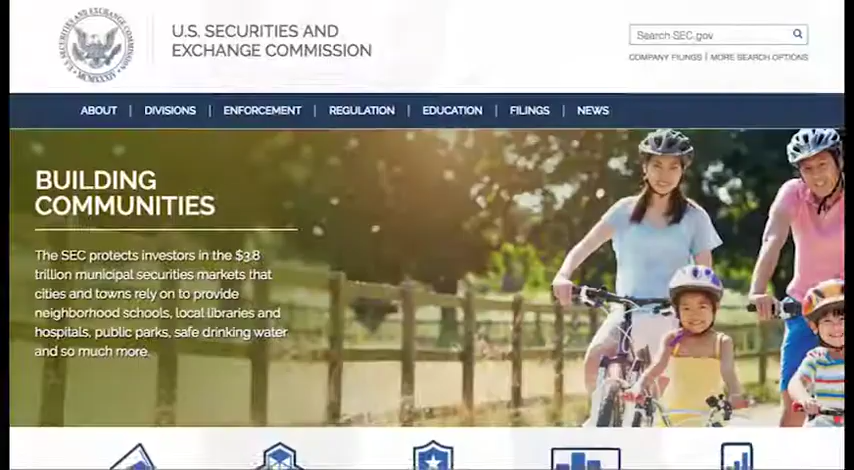 U.S. SECURITIES AND
EXCHANGE COMMISSION
Search SEC.gov
COMPANY FILINGS | MORE SEARCH OPTIONS
ABOUT | DIVISIONS | ENFORCEMENT | REGULATION | EDUCATION | FILINGS | NEWS
BUILDING
COMMUNITIES
The SEC protects investors in the $3.8
trillion municipal securities markets that
cities and towns rely on to provide
neighborhood schools, local libraries and
hospitals, public parks, safe drinking water
and so much more.